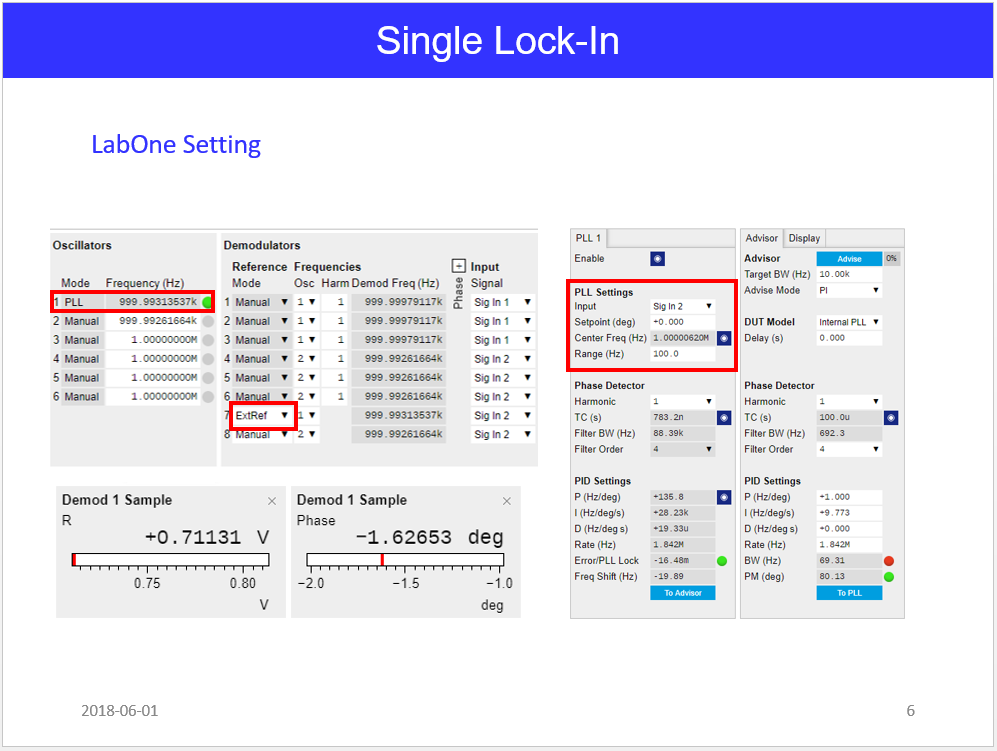 Single Lock-In
LabOne Setting
Oscillators
Mode Frequency (Hz)
1 PLL 999.99313537k
2 Manual 999.99261664k
3 Manual 1.00000000M
4 Manual 1.00000000M
5 Manual 1.00000000M
6 Manual 1.00000000M
Demodulators
Reference Frequencies + Input
Mode Osc Harm Demod Freq (Hz) Phase Signal
1 Manual ▼ 1 ▼ 1 999.99979117k Sig In 1 ▼
2 Manual ▼ 1 ▼ 1 999.99979117k Sig In 1 ▼
3 Manual ▼ 1 ▼ 1 999.99979117k Sig In 1 ▼
4 Manual ▼ 2 ▼ 1 999.99261664k Sig In 2 ▼
5 Manual ▼ 2 ▼ 1 999.99261664k Sig In 2 ▼
6 Manual ▼ 2 ▼ 1 999.99261664k Sig In 2 ▼
7 ExtRef ▼ 1 ▼ 999.99313537k Sig In 2 ▼
8 Manual ▼ 2 ▼ 999.99261664k Sig In 2 ▼
Demod 1 Sample ×
R
+0.71131 V
0.75 0.80
V
Demod 1 Sample ×
Phase
-1.62653 deg
-2.0 -1.5 -1.0
deg
PLL 1
Enable
PLL Settings
Input Sig In 2 ▼
Setpoint (deg) +0.000
Center Freq (Hz) 1.00000620M
Range (Hz) 100.0
Phase Detector
Harmonic 1 ▼
TC (s) 783.2n
Filter BW (Hz) 88.39k
Filter Order 4 ▼
PID Settings
P (Hz/deg) +135.8
I (Hz/deg/s) +28.23k
D (Hz/deg s) +19.33u
Rate (Hz) 1.842M
Error/PLL Lock -16.48m
Freq Shift (Hz) -19.89
To Advisor
Advisor Display
Advisor Advise 0%
Target BW (Hz) 10.00k
Advise Mode PI ▼
DUT Model Internal PLL ▼
Delay (s) 0.000
Phase Detector
Harmonic 1 ▼
TC (s) 100.0u
Filter BW (Hz) 692.3
Filter Order 4 ▼
PID Settings
P (Hz/deg) +1.000
I (Hz/deg/s) +9.773
D (Hz/deg s) +0.000
Rate (Hz) 1.842M
BW (Hz) 69.31
PM (deg) 80.13
To PLL
2018-06-01
6